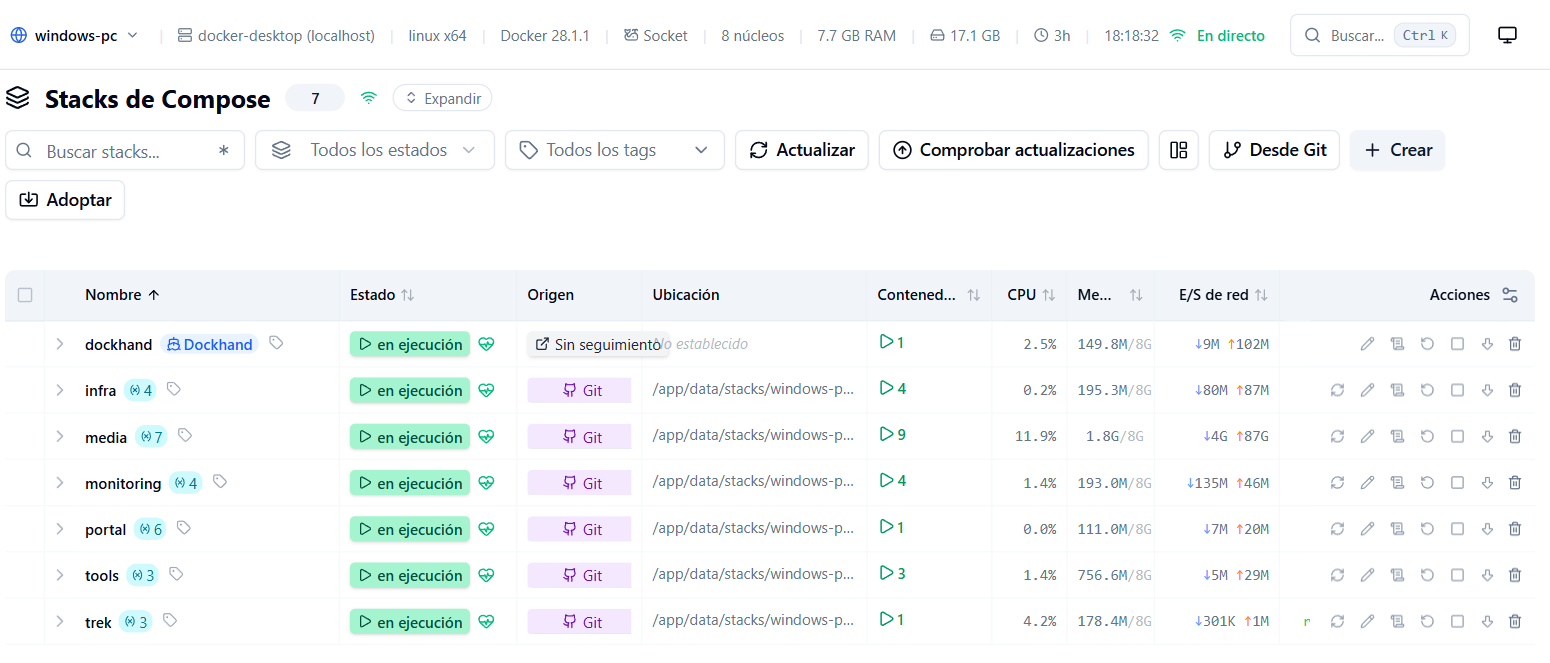 windows-pc docker-desktop (localhost) linux x64 Docker 28.1.1 Socket 8 núcleos 7.7 GB RAM 17.1 GB 3h 18:18:32 En directo Buscar... Ctrl K
Stacks de Compose 7 Expandir
Buscar stacks... * Todos los estados Todos los tags Actualizar Comprobar actualizaciones Desde Git + Crear
Adoptar
Nombre ↑ Estado Origen Ubicación Contened... CPU Me... E/S de red Acciones
dockhand Dockhand en ejecución Sin seguimiento No establecido 1 2.5% 149.8M/8G ↓9M ↑102M
infra (x) 4 en ejecución Git /app/data/stacks/windows-p... 4 0.2% 195.3M/8G ↓80M ↑87M
media (x) 7 en ejecución Git /app/data/stacks/windows-p... 9 11.9% 1.8G/8G ↓4G ↑87G
monitoring (x) 4 en ejecución Git /app/data/stacks/windows-p... 4 1.4% 193.0M/8G ↓135M ↑46M
portal (x) 6 en ejecución Git /app/data/stacks/windows-p... 1 0.0% 111.0M/8G ↓7M ↑20M
tools (x) 3 en ejecución Git /app/data/stacks/windows-p... 3 1.4% 756.6M/8G ↓5M ↑29M
trek (x) 3 en ejecución Git /app/data/stacks/windows-p... 1 4.2% 178.4M/8G ↓301K ↑1M r